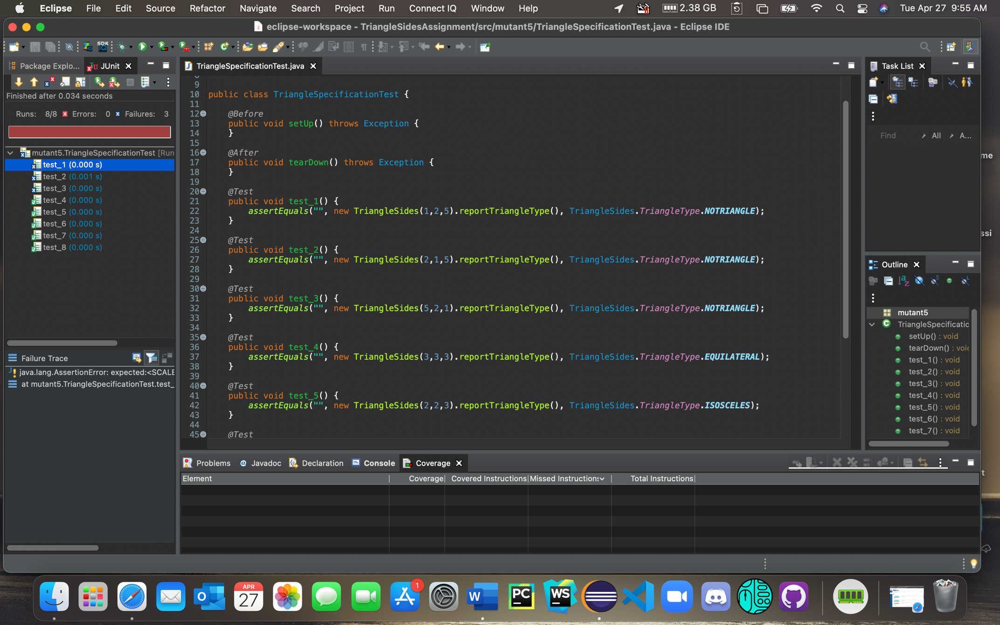 Eclipse File Edit Source Refactor Navigate Search Project Run Connect IQ Window Help 2.38 GB Tue Apr 27 9:55 AM
eclipse-workspace - TriangleSidesAssignment/src/mutant5/TriangleSpecificationTest.java - Eclipse IDE
SDK
Package Explo... JUnit
Finished after 0.034 seconds
Runs: 8/8 Errors: 0 Failures: 3
mutant5.TriangleSpecificationTest [Run
test_1 (0.000 s)
test_2 (0.001 s)
test_3 (0.000 s)
test_4 (0.000 s)
test_5 (0.000 s)
test_6 (0.000 s)
test_7 (0.000 s)
test_8 (0.000 s)
Failure Trace
java.lang.AssertionError: expected:<SCALE
at mutant5.TriangleSpecificationTest.test_
TriangleSpecificationTest.java
8
9
10 public class TriangleSpecificationTest {
11
12 @Before
13 public void setUp() throws Exception {
14 }
15
16 @After
17 public void tearDown() throws Exception {
18 }
19
20 @Test
21 public void test_1() {
22 assertEquals("", new TriangleSides(1,2,5).reportTriangleType(), TriangleSides.TriangleType.NOTRIANGLE);
23 }
24
25 @Test
26 public void test_2() {
27 assertEquals("", new TriangleSides(2,1,5).reportTriangleType(), TriangleSides.TriangleType.NOTRIANGLE);
28 }
29
30 @Test
31 public void test_3() {
32 assertEquals("", new TriangleSides(5,2,1).reportTriangleType(), TriangleSides.TriangleType.NOTRIANGLE);
33 }
34
35 @Test
36 public void test_4() {
37 assertEquals("", new TriangleSides(3,3,3).reportTriangleType(), TriangleSides.TriangleType.EQUILATERAL);
38 }
39
40 @Test
41 public void test_5() {
42 assertEquals("", new TriangleSides(2,2,3).reportTriangleType(), TriangleSides.TriangleType.ISOSCELES);
43 }
44
45 @Test
Task List
Find All A...
Outline
mutant5
TriangleSpecificatio
setUp() : void
tearDown() : voi
test_1() : void
test_2() : void
test_3() : void
test_4() : void
test_5() : void
test_6() : void
test_7() : void
me
ssi
t
Problems Javadoc Declaration Console Coverage
Element Coverage Covered Instructions Missed Instructions Total Instructions
APR
27
1
W
PC
WS